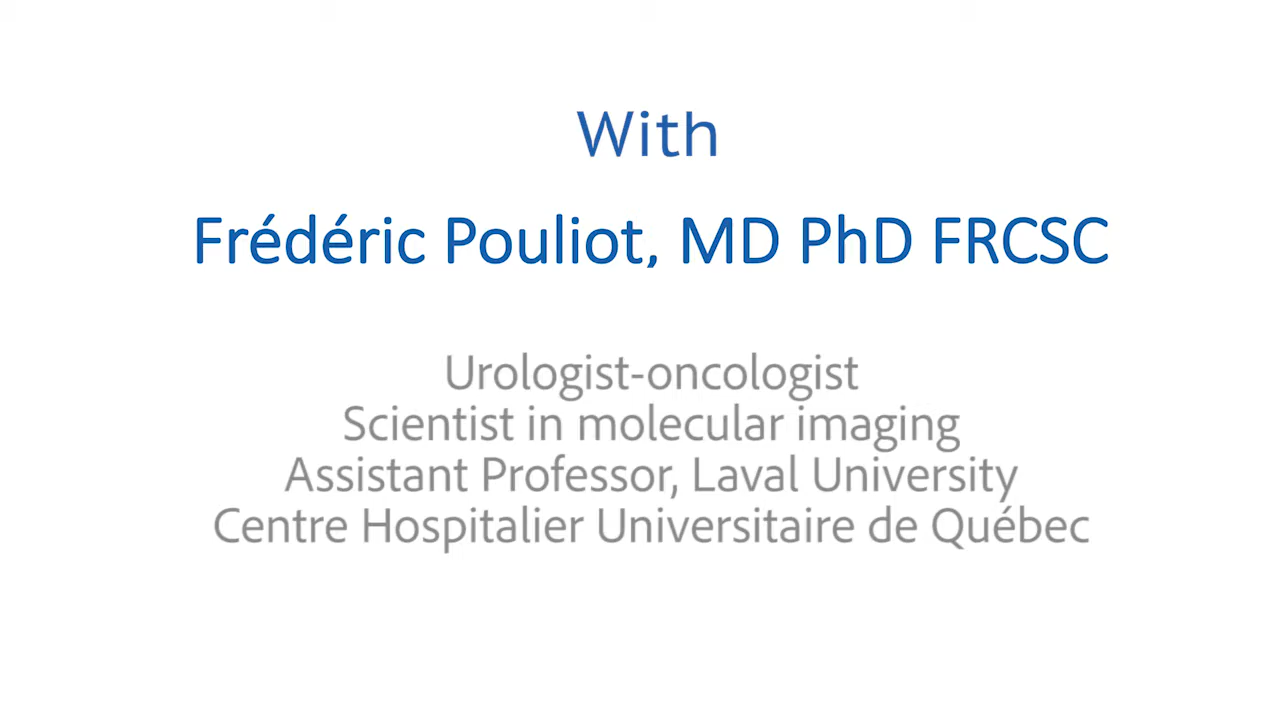 With
Frédéric Pouliot, MD PhD FRCSC
Urologist-oncologist
Scientist in molecular imaging
Assistant Professor, Laval University
Centre Hospitalier Universitaire de Québec